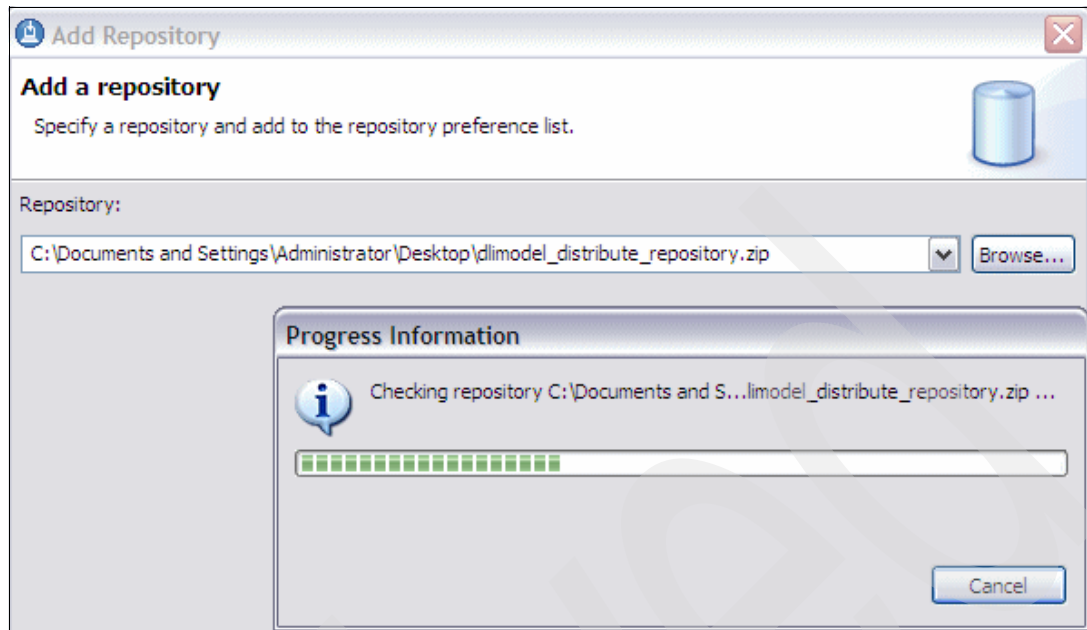 Add Repository
Add a repository
Specify a repository and add to the repository preference list.
Repository:
C:\Documents and Settings\Administrator\Desktop\dlimodel_distribute_repository.zip
Browse...
Progress Information
Checking repository C:\Documents and S...limodel_distribute_repository.zip ...
Cancel